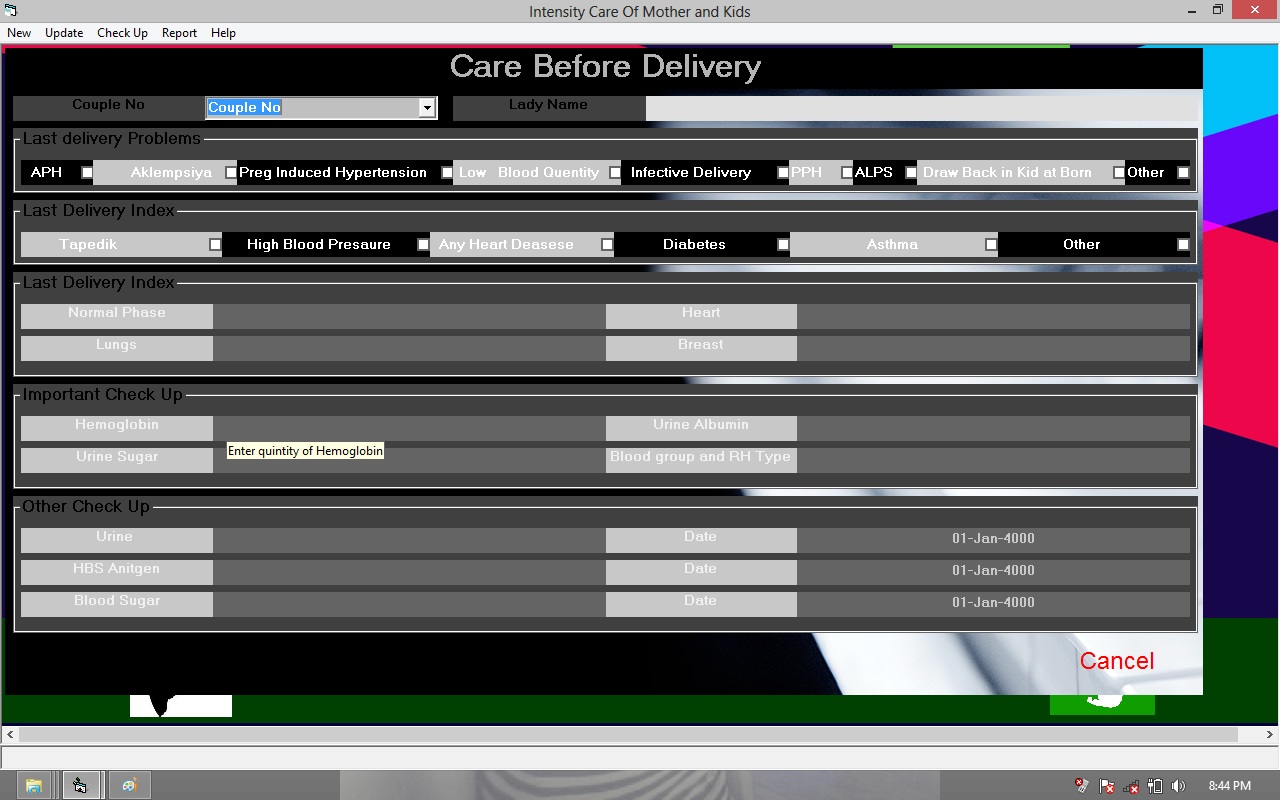 Intensity Care Of Mother and Kids
New Update Check Up Report Help
Care Before Delivery
Couple No Couple No Lady Name
Last delivery Problems
APH Aklempsiya Preg Induced Hypertension Low Blood Quentity Infective Delivery PPH ALPS Draw Back in Kid at Born Other
Last Delivery Index
Tapedik High Blood Presaure Any Heart Deasese Diabetes Asthma Other
Last Delivery Index
Normal Phase Heart
Lungs Breast
Important Check Up
Hemoglobin Urine Albumin
Enter quintity of Hemoglobin
Urine Sugar Blood group and RH Type
Other Check Up
Urine Date 01-Jan-4000
HBS Anitgen Date 01-Jan-4000
Blood Sugar Date 01-Jan-4000
Cancel
8:44 PM